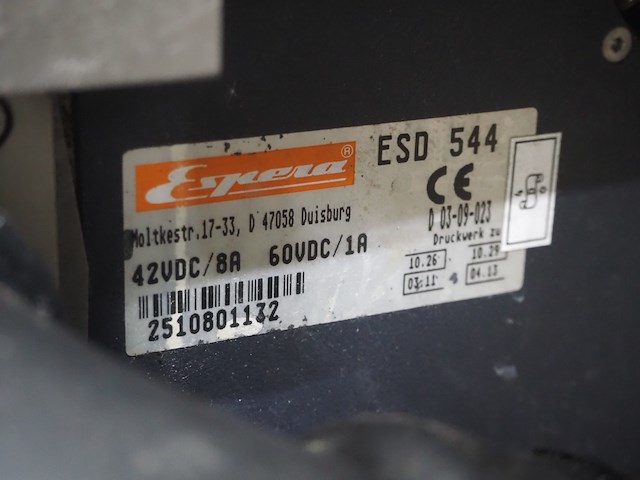 Espera®
ESD 544
CE
Moltkestr.17-33, D 47058 Duisburg
D 03-09-023
Druckwerk zu
42VDC/8A 60VDC/1A
10.26 10.29
03.11 04.13
2510801132